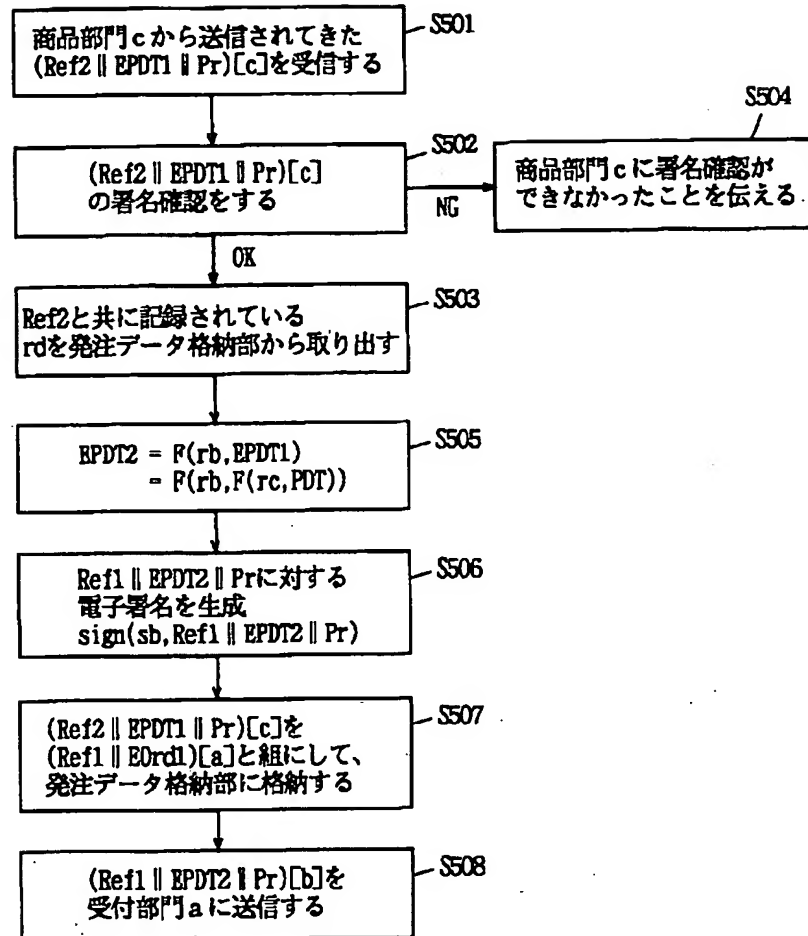 S501
商品部門cから送信されてきた
(Ref2 ‖ EPDT1 ‖ Pr)[c]を受信する
S502
(Ref2 ‖ EPDT1 ‖ Pr)[c]
の署名確認をする
NG
S504
商品部門cに署名確認が
できなかったことを伝える
OK
S503
Ref2と共に記録されている
rdを発注データ格納部から取り出す
S505
EPDT2 = F(rb,EPDT1)
= F(rb,F(rc,PDT))
S506
Ref1 ‖ EPDT2 ‖ Prに対する
電子署名を生成
sign(sb,Ref1 ‖ EPDT2 ‖ Pr)
S507
(Ref2 ‖ EPDT1 ‖ Pr)[c]を
(Ref1 ‖ EOrd1)[a]と組にして、
発注データ格納部に格納する
S508
(Ref1 ‖ EPDT2 ‖ Pr)[b]を
受付部門aに送信する